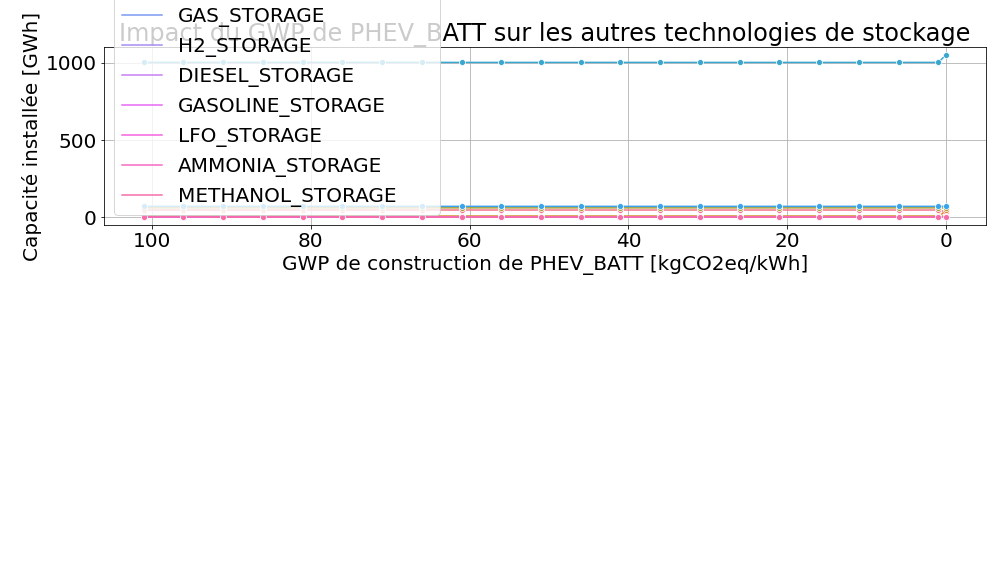 GAS_STORAGE
Impact du GWP de PHEV_BATT sur les autres technologies de stockage
H2_STORAGE
DIESEL_STORAGE
GASOLINE_STORAGE
LFO_STORAGE
AMMONIA_STORAGE
METHANOL_STORAGE
Capacité installée [GWh]
1000
500
0
100 80 60 40 20 0
GWP de construction de PHEV_BATT [kgCO2eq/kWh]